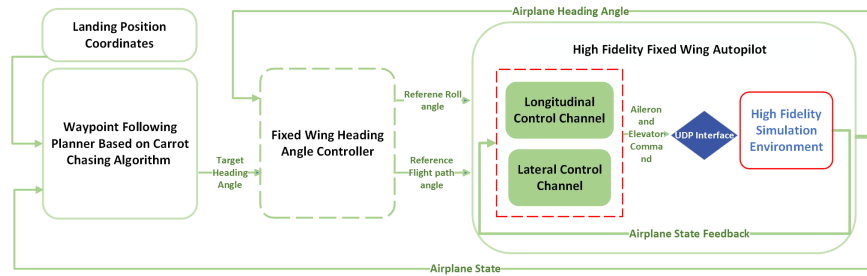 Airplane Heading Angle
Landing Position
Coordinates
Waypoint Following
Planner Based on Carrot
Chasing Algorithm
Target
Heading
Angle
Fixed Wing Heading
Angle Controller
Referene Roll
angle
Reference
Flight path
angle
High Fidelity Fixed Wing Autopilot
Longitudinal
Control Channel
Lateral Control
Channel
Aileron
and
Elevator
Comma
nd
UDP Interface
High Fidelity
Simulation
Environment
Airplane State Feedback
Airplane State